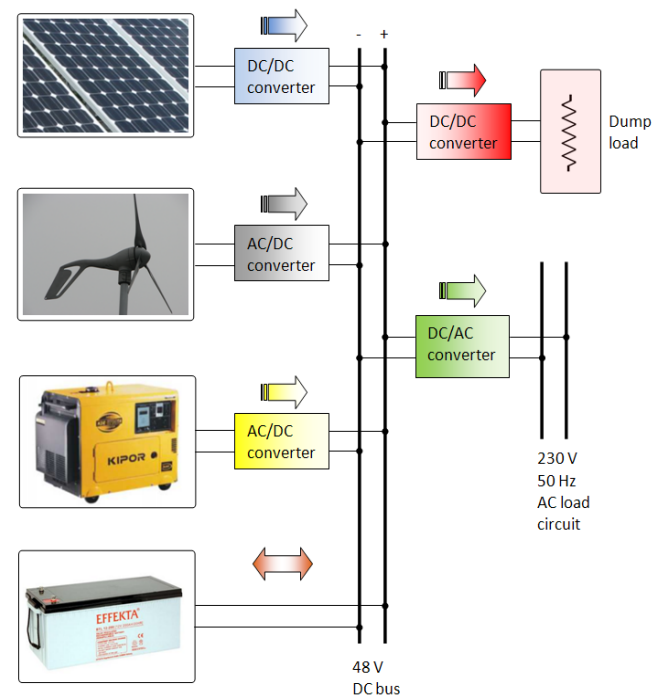 - +
DC/DC
converter
DC/DC
converter
Dump
load
AC/DC
converter
DC/AC
converter
AC/DC
converter
KIPOR
230 V
50 Hz
AC load
circuit
EFFEKTA
48 V
DC bus